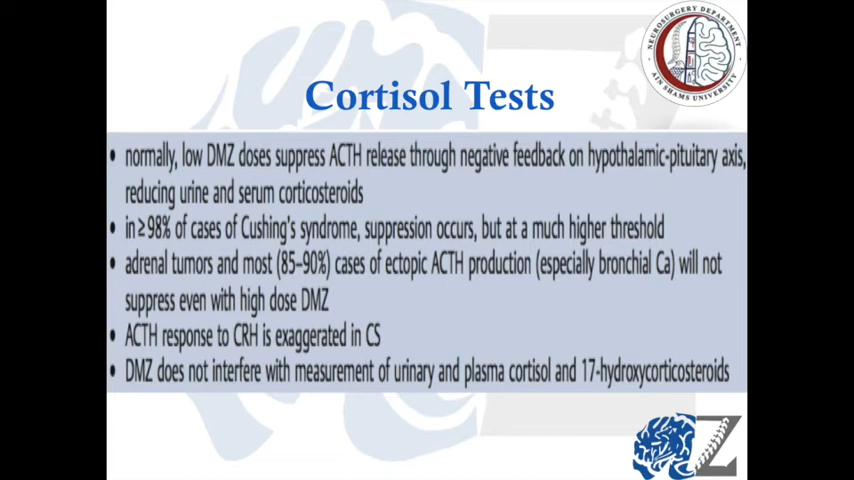 NEUROSURGERY DEPARTMENT
AIN SHAMS UNIVERSITY
Cortisol Tests
• normally, low DMZ doses suppress ACTH release through negative feedback on hypothalamic-pituitary axis,
reducing urine and serum corticosteroids
• in ≥98% of cases of Cushing's syndrome, suppression occurs, but at a much higher threshold
• adrenal tumors and most (85–90%) cases of ectopic ACTH production (especially bronchial Ca) will not
suppress even with high dose DMZ
• ACTH response to CRH is exaggerated in CS
• DMZ does not interfere with measurement of urinary and plasma cortisol and 17-hydroxycorticosteroids
Z